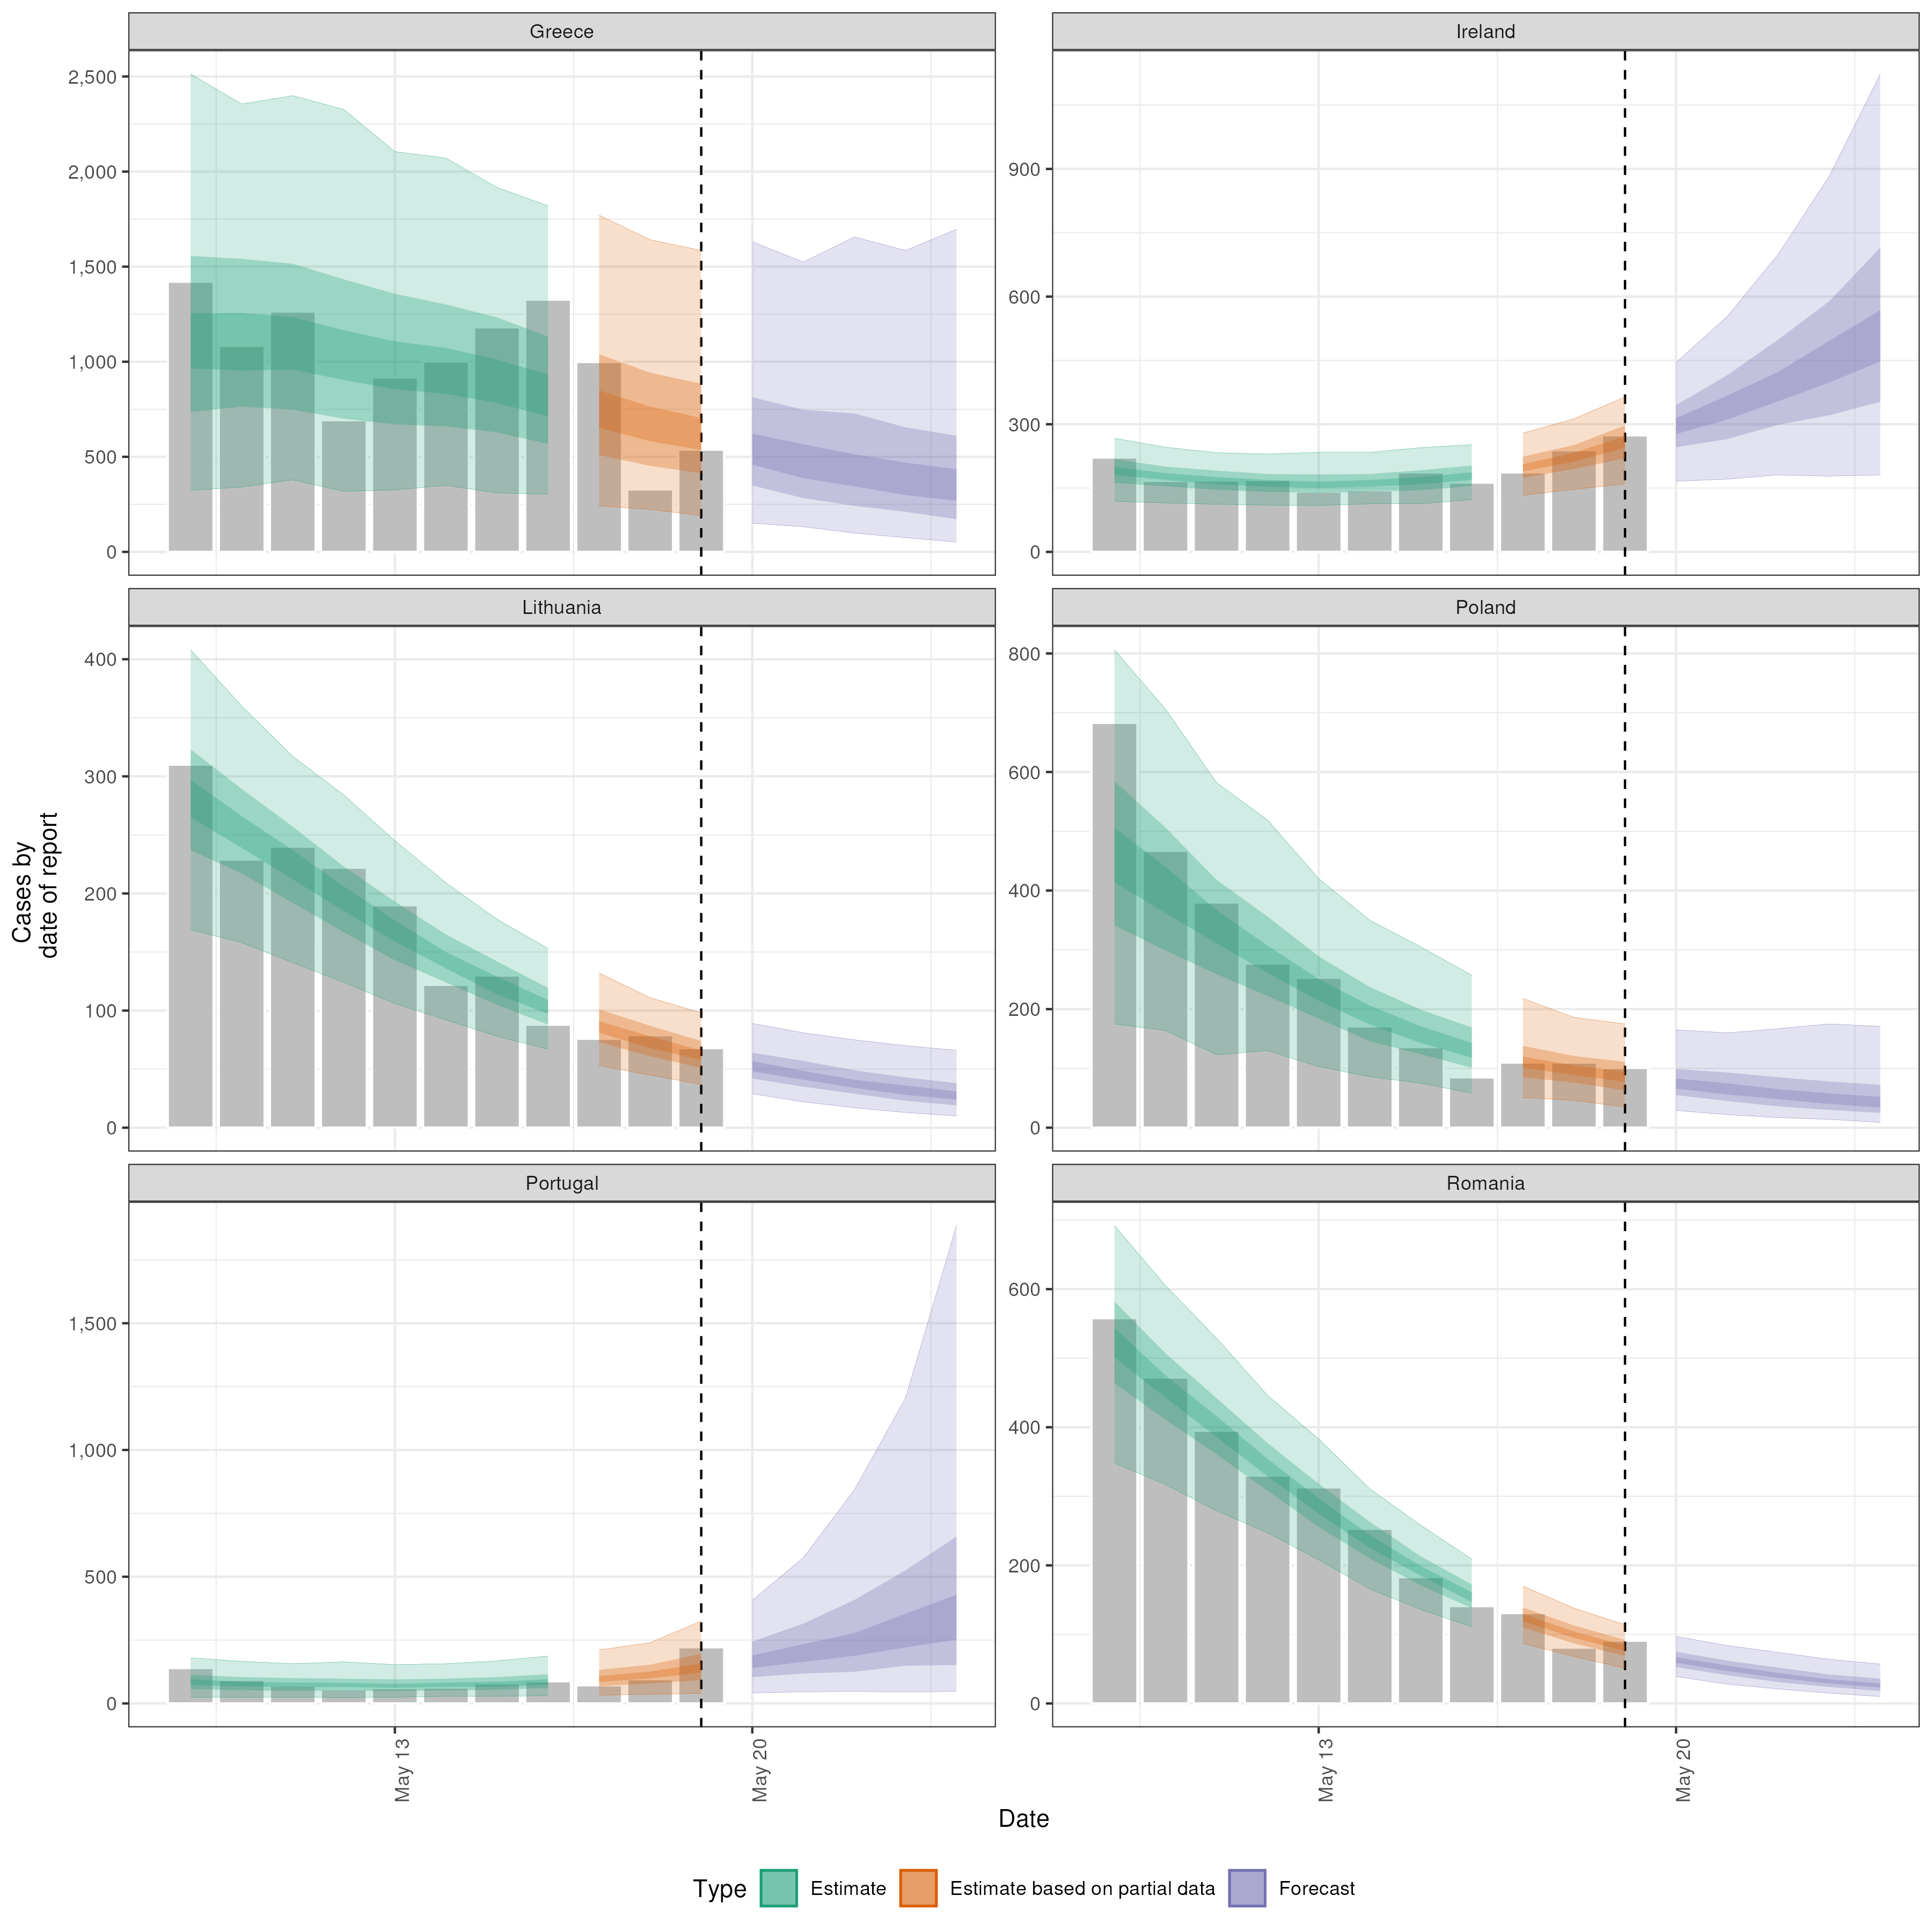 Greece
Ireland
2,500
2,000
1,500
1,000
500
0
900
600
300
0
Lithuania
Poland
400
300
200
100
0
800
600
400
200
0
Cases by
date of report
Portugal
Romania
1,500
1,000
500
0
600
400
200
0
May 13
May 20
May 13
May 20
Date
Type
Estimate
Estimate based on partial data
Forecast